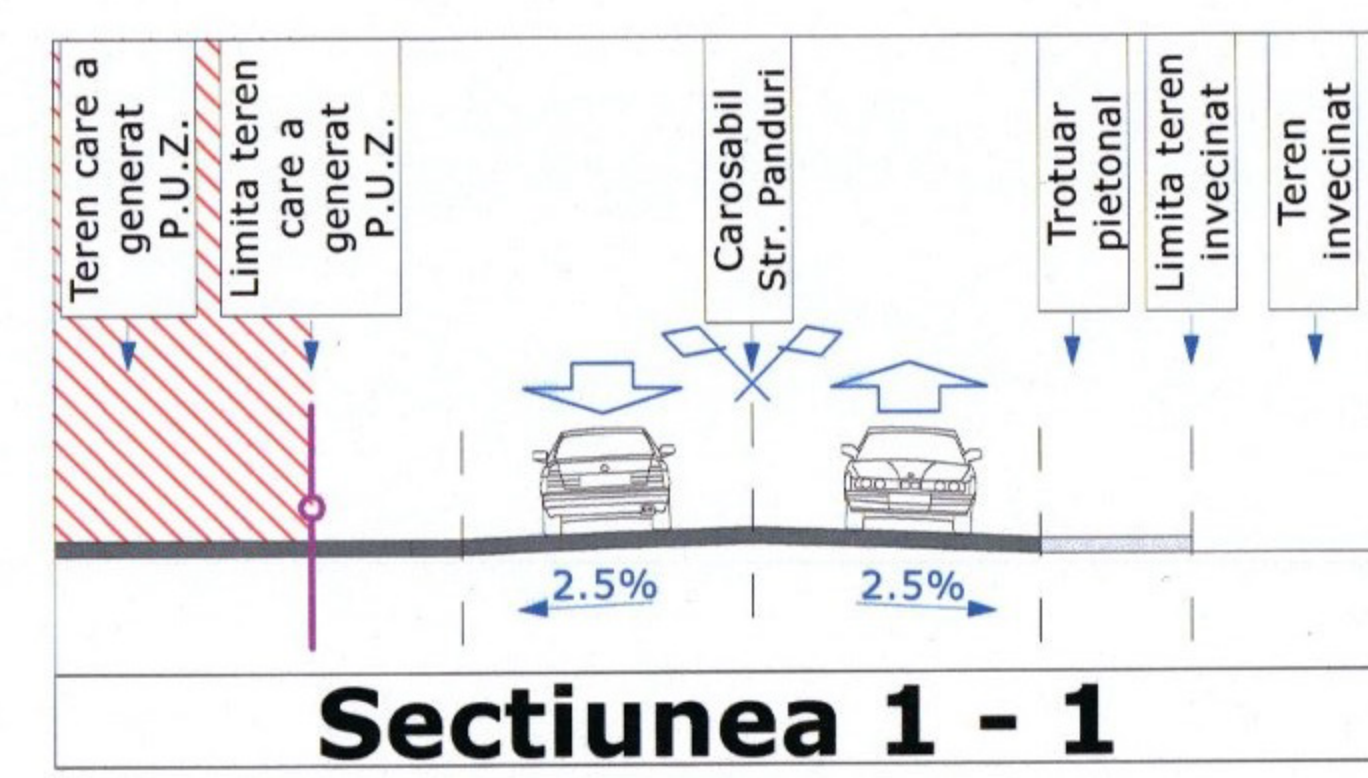 Teren care a
generat
P.U.Z.
Limita teren
care a
generat
P.U.Z.
Carosabil
Str. Panduri
Trotuar
pietonal
Limita teren
invecinat
Teren
invecinat
2.5%
2.5%
Sectiunea 1 - 1